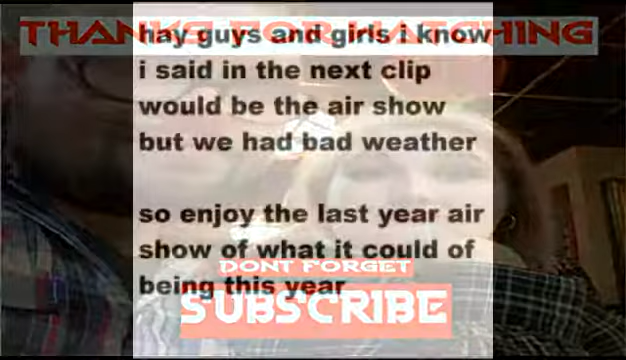 THANKS FOR WATCHING
hay guys and girls i know
i said in the next clip
would be the air show
but we had bad weather
so enjoy the last year air
show of what it could of
being this year
DONT FORGET
SUBSCRIBE